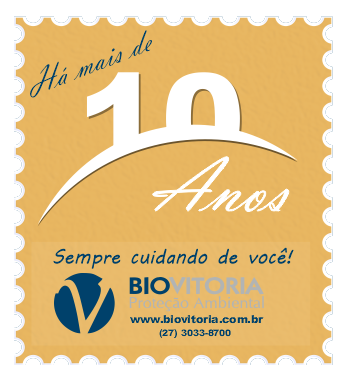 Há mais de
10
Anos
Sempre cuidando de você!
BIOVITORIA
Proteção Ambiental
www.biovitoria.com.br
(27) 3033-8700